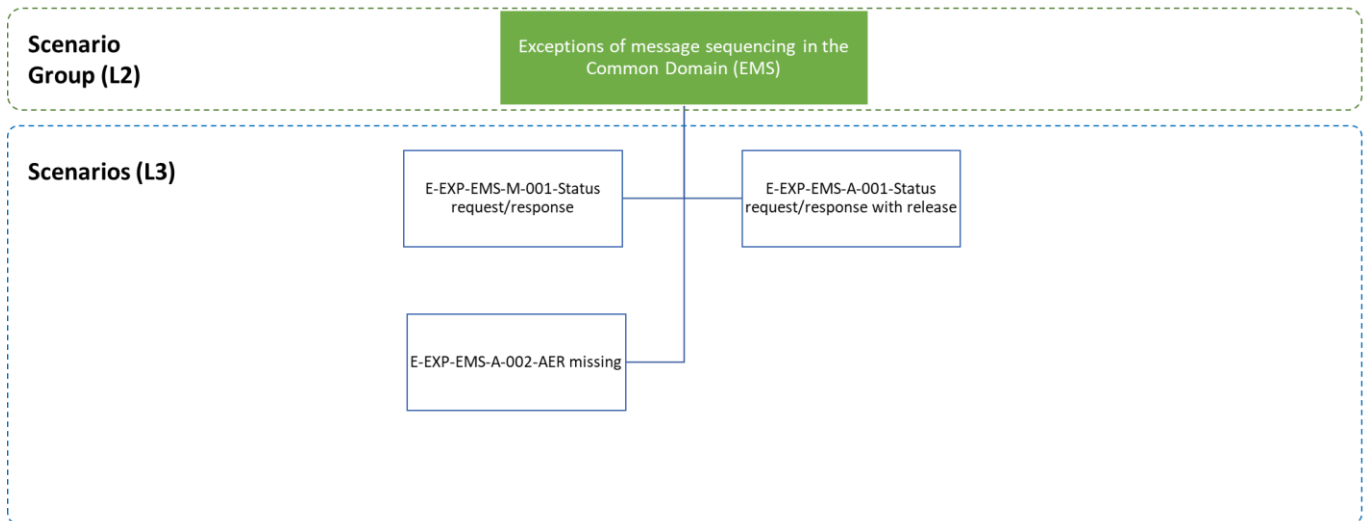 Scenario
Group (L2)
Exceptions of message sequencing in the
Common Domain (EMS)
Scenarios (L3)
E-EXP-EMS-M-001-Status
request/response
E-EXP-EMS-A-001-Status
request/response with release
E-EXP-EMS-A-002-AER missing